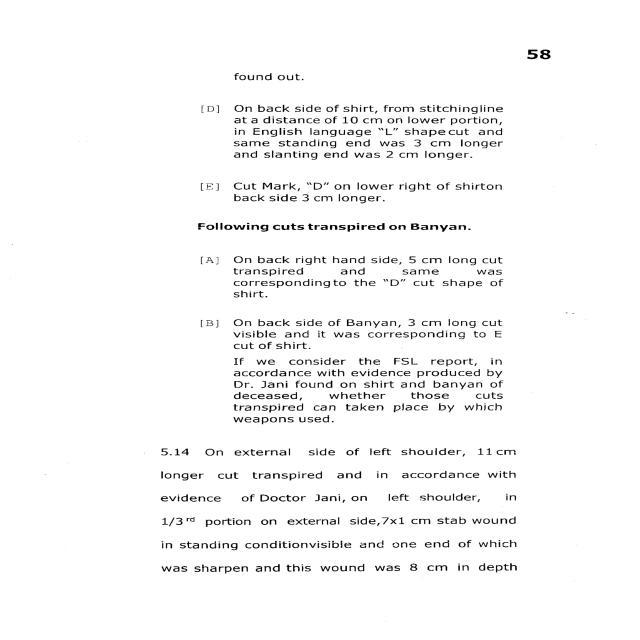 58
found out.
[D] On back side of shirt, from stitchingline
at a distance of 10 cm on lower portion,
in English language "L" shapecut and
same standing end was 3 cm longer
and slanting end was 2 cm longer.
[E] Cut Mark, "D" on lower right of shirton
back side 3 cm longer.
Following cuts transpired on Banyan.
[A] On back right hand side, 5 cm long cut
transpired and same was
correspondingto the "D" cut shape of
shirt.
[B] On back side of Banyan, 3 cm long cut
visible and it was corresponding to E
cut of shirt.
If we consider the FSL report, in
accordance with evidence produced by
Dr. Jani found on shirt and banyan of
deceased, whether those cuts
transpired can taken place by which
weapons used.
5.14 On external side of left shoulder, 11 cm
longer cut transpired and in accordance with
evidence of Doctor Jani, on left shoulder, in
1/3rd portion on external side,7x1 cm stab wound
in standing conditionvisible and one end of which
was sharpen and this wound was 8 cm in depth